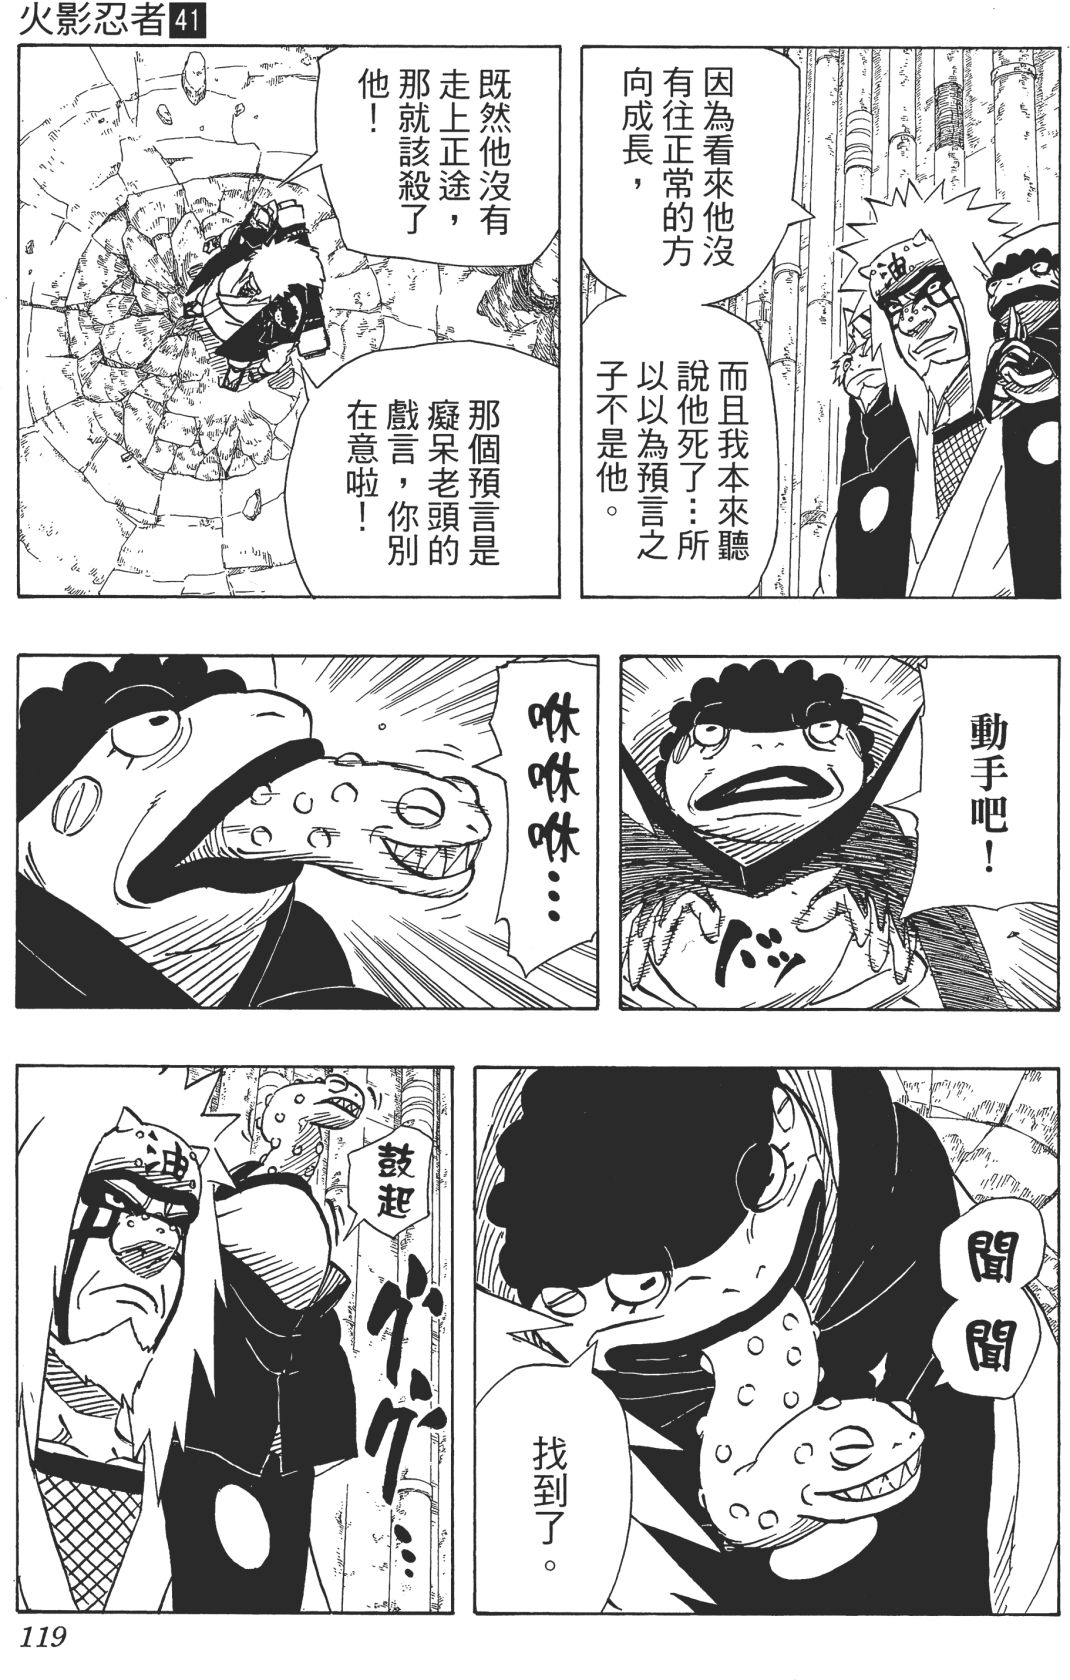 火影忍者41
因為看來他沒
有往正常的方
向成長，
而且我本來聽
說他死了…所
以以為預言之
子不是他。
既然他沒有
走上正途，
那就該殺了
他！
那個預言是
癡呆老頭的
戲言，你別
在意啦！
動手吧！
バッ
咻咻咻…
聞聞
找到了。
鼓起
グググ…
119